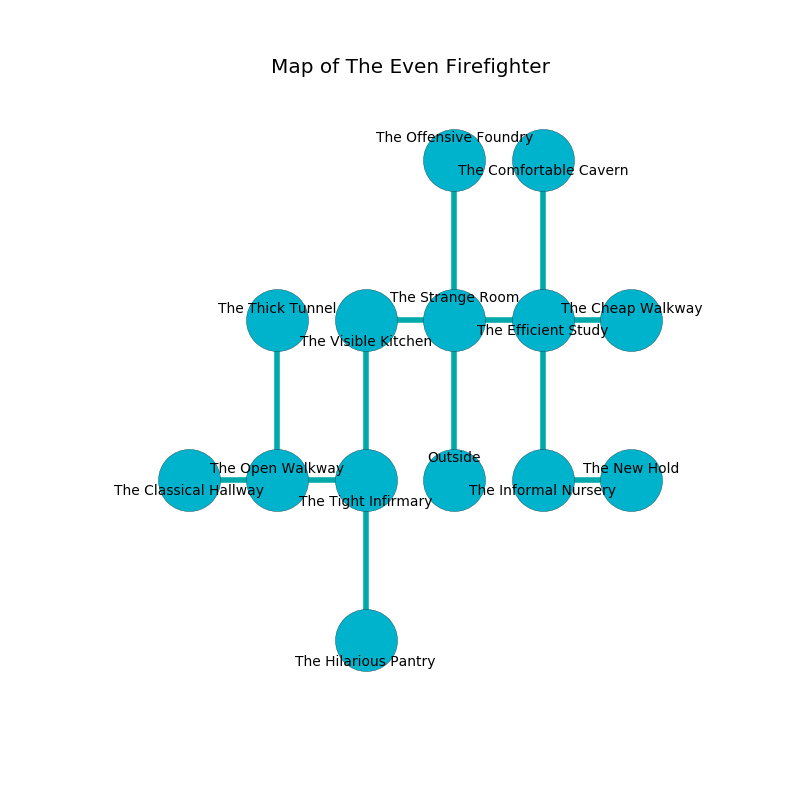 Map of The Even Firefighter
The Offensive Foundry
The Comfortable Cavern
The Strange Room
The Thick Tunnel
The Cheap Walkway
The Efficient Study
The Visible Kitchen
Outside
The Open Walkway
The New Hold
The Classical Hallway
The Informal Nursery
The Tight Infirmary
The Hilarious Pantry